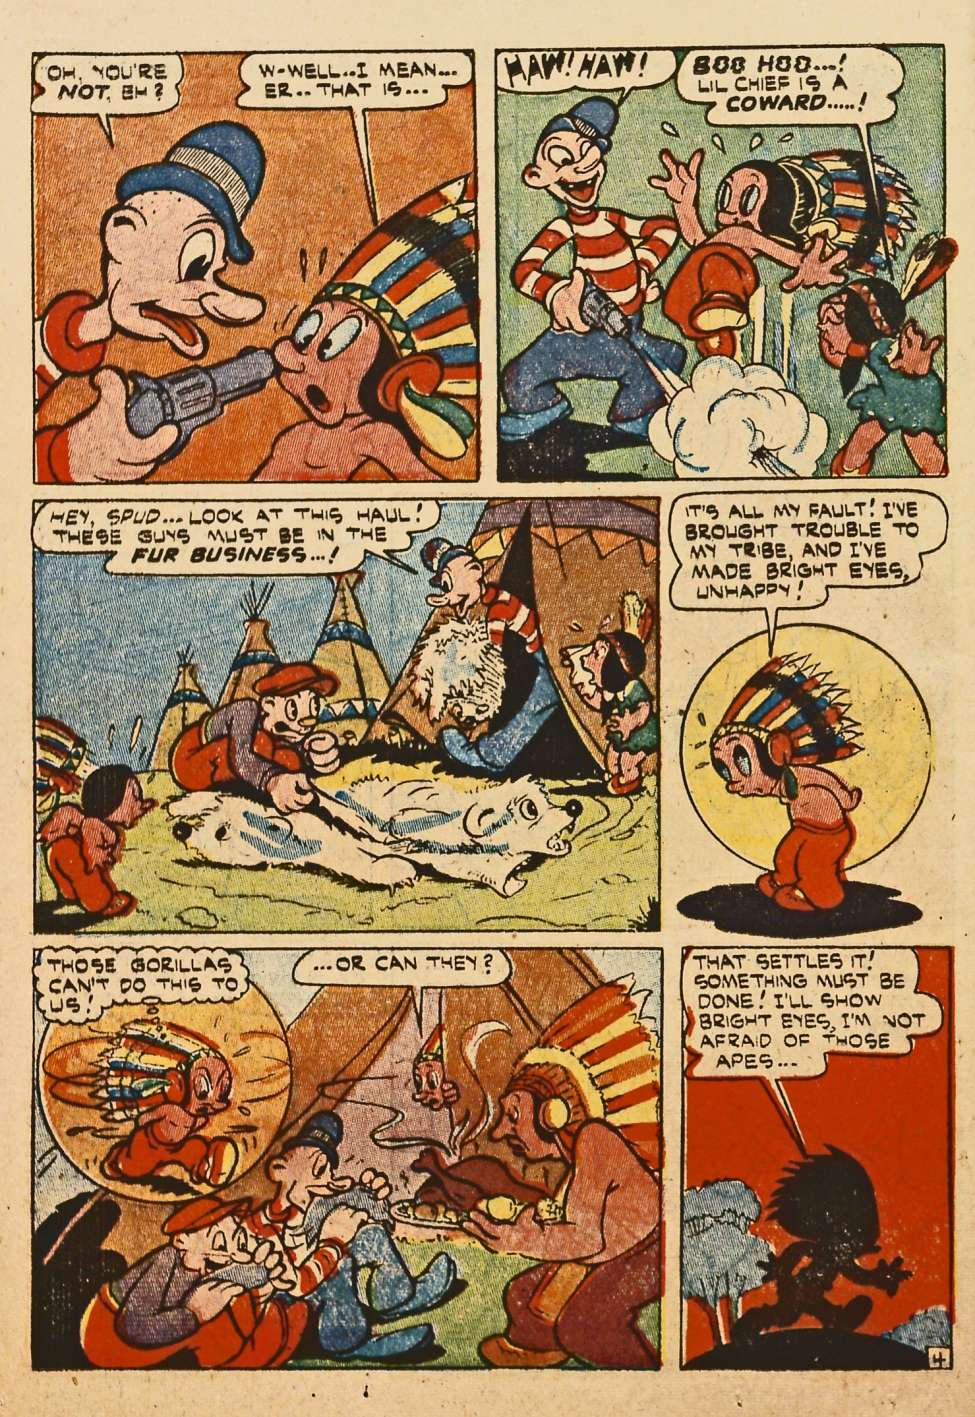 OH, YOU'RE
NOT, EH?
W-WELL..I MEAN...
ER.. THAT IS...
HAW! HAW!
BOO HOO...!
LIL CHIEF IS A
COWARD.....!
HEY, SPUD... LOOK AT THIS HAUL!
THESE GUYS MUST BE IN THE
FUR BUSINESS...!
IT'S ALL MY FAULT! I'VE
BROUGHT TROUBLE TO
MY TRIBE, AND I'VE
MADE BRIGHT EYES,
UNHAPPY!
THOSE GORILLAS
CAN'T DO THIS TO
US!
...OR CAN THEY?
THAT SETTLES IT!
SOMETHING MUST BE
DONE! I'LL SHOW
BRIGHT EYES, I'M NOT
AFRAID OF THOSE
APES...
4